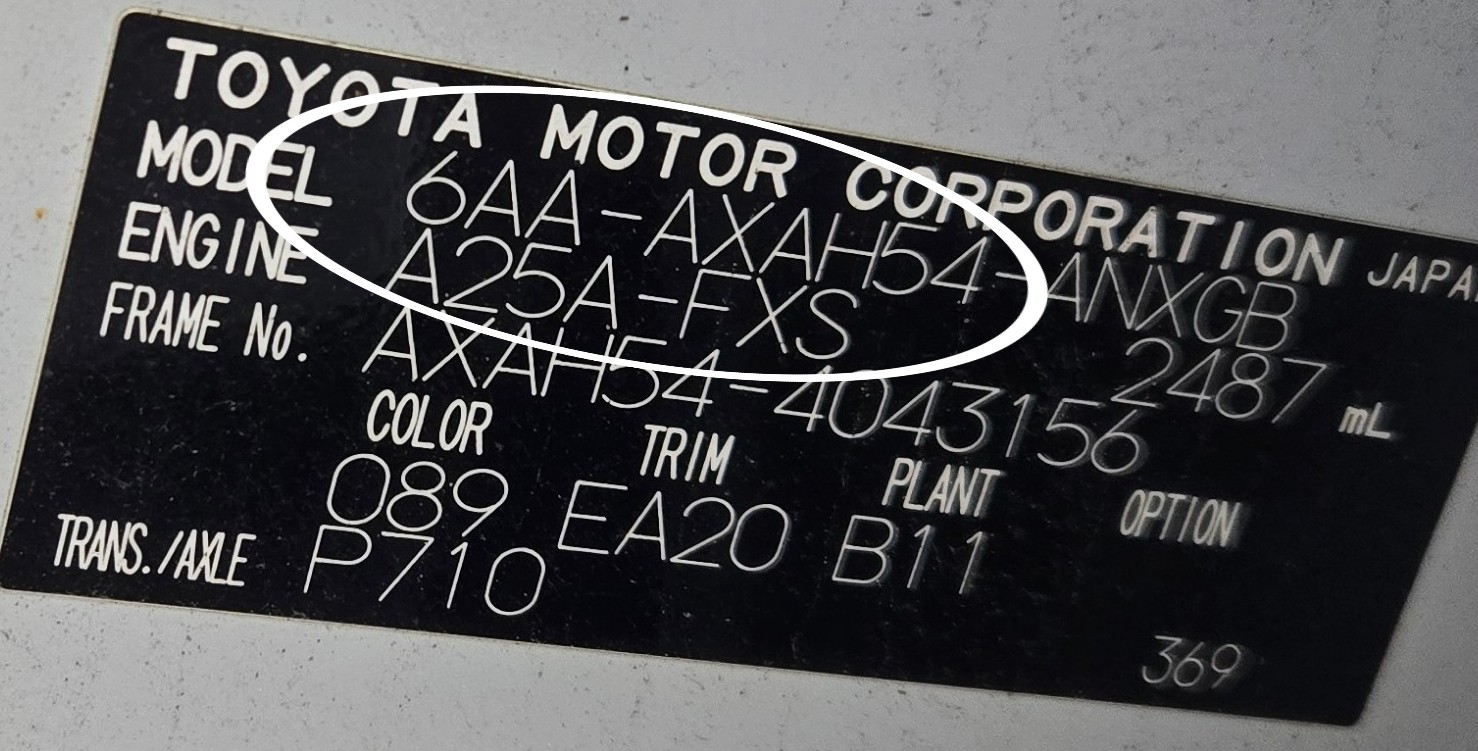 TOYOTA MOTOR CORPORATION JAPA
MODEL 6AA-AXAH54-ANXGB
ENGINE A25A-FXS 2487 mL
FRAME No. AXAH54-4043156
COLOR TRIM PLANT OPTION
089 EA20 B11
TRANS./AXLE P710
369